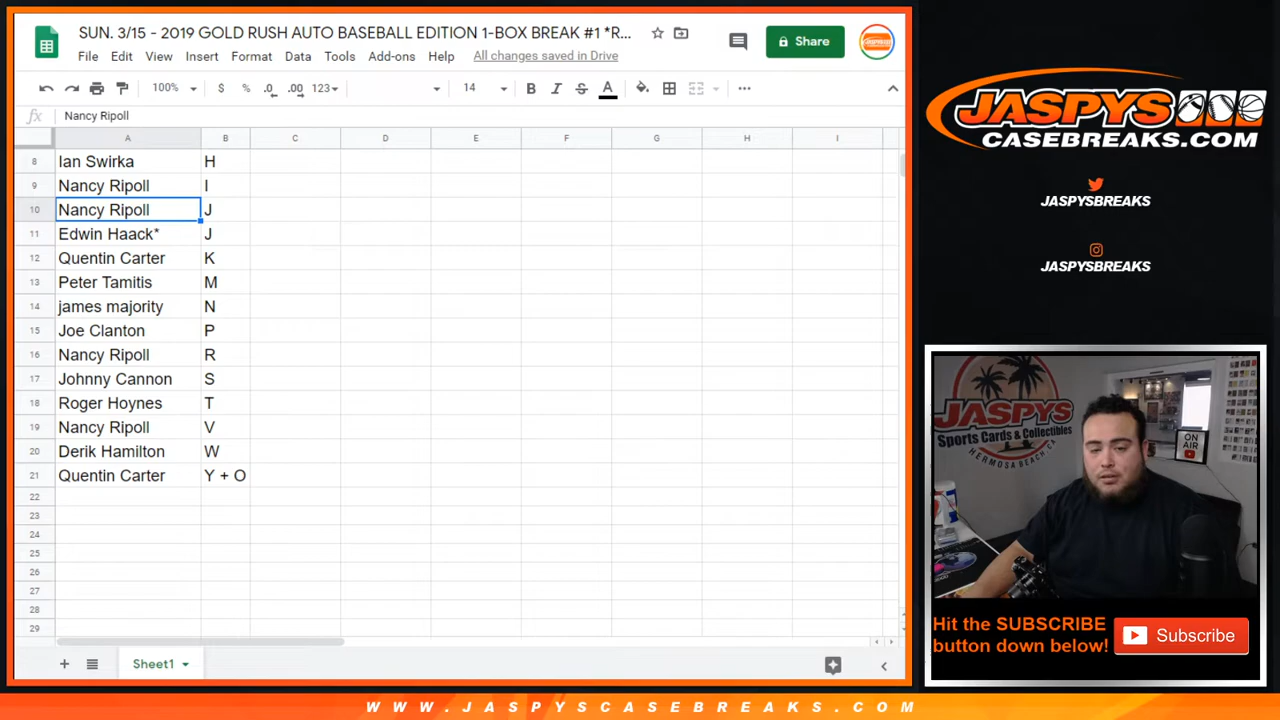 SUN. 3/15 - 2019 GOLD RUSH AUTO BASEBALL EDITION 1-BOX BREAK #1 *R...
File Edit View Insert Format Data Tools Add-ons Help All changes saved in Drive
Share
100% $ % .0 .00 123 14 B I S A
fx Nancy Ripoll
A B C D E F G H I
8 Ian Swirka H
9 Nancy Ripoll I
10 Nancy Ripoll J
11 Edwin Haack* J
12 Quentin Carter K
13 Peter Tamitis M
14 james majority N
15 Joe Clanton P
16 Nancy Ripoll R
17 Johnny Cannon S
18 Roger Hoynes T
19 Nancy Ripoll V
20 Derik Hamilton W
21 Quentin Carter Y + O
22
23
24
25
26
27
28
29
Sheet1
JASPYS
CASEBREAKS.COM
JASPYSBREAKS
JASPYSBREAKS
JASPYS
Sports Cards & Collectibles
HERMOSA BEACH, CA
ON
AIR
Hit the SUBSCRIBE
button down below!
Subscribe
WWW.JASPYSCASEBREAKS.COM